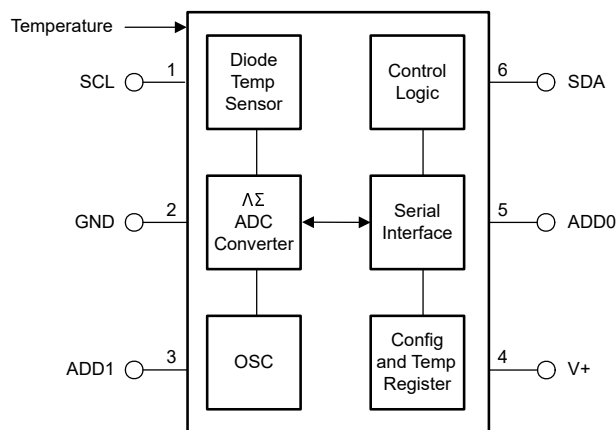 Temperature
1
SCL
Diode
Temp
Sensor
Control
Logic
6
SDA
2
GND
ΛΣ
ADC
Converter
Serial
Interface
5
ADD0
3
ADD1
OSC
Config
and Temp
Register
4
V+